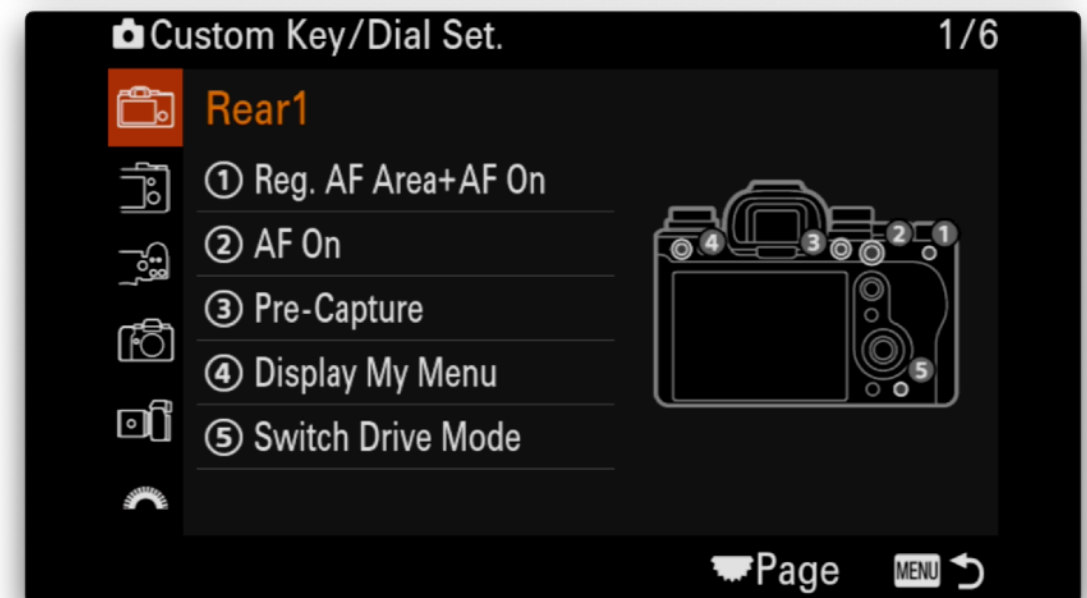 Custom Key/Dial Set. 1/6
Rear1
① Reg. AF Area+AF On
② AF On
③ Pre-Capture
④ Display My Menu
⑤ Switch Drive Mode
④ ③ ② ①
⑤
Page MENU